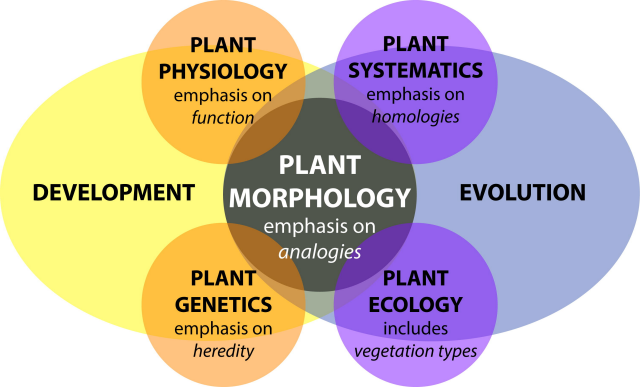 PLANT
PHYSIOLOGY
emphasis on
function
PLANT
SYSTEMATICS
emphasis on
homologies
DEVELOPMENT
PLANT
MORPHOLOGY
emphasis on
analogies
EVOLUTION
PLANT
GENETICS
emphasis on
heredity
PLANT
ECOLOGY
includes
vegetation types